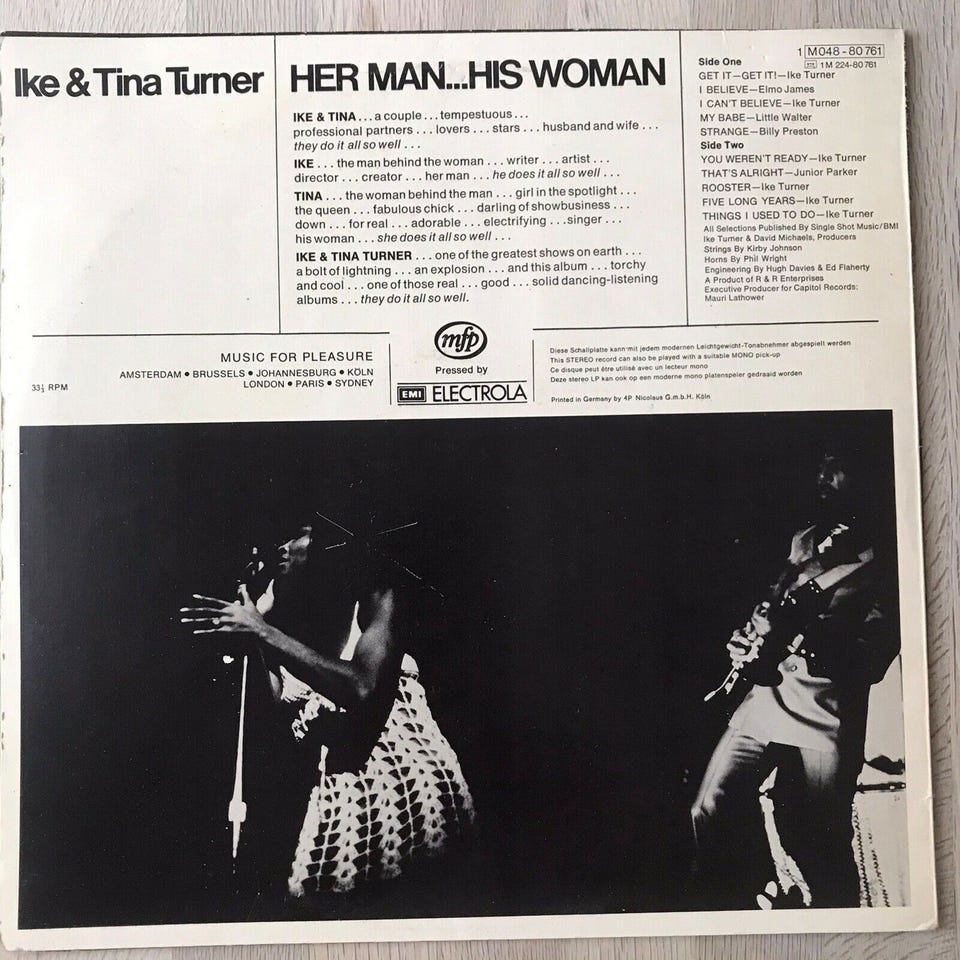 Ike & Tina Turner
HER MAN...HIS WOMAN
IKE & TINA . . . a couple . . . tempestuous . . .
professional partners . . . lovers . . . stars . . . husband and wife . . .
they do it all so well . . .
IKE . . . the man behind the woman . . . writer . . . artist . . .
director . . . creator . . . her man . . . he does it all so well . . .
TINA . . . the woman behind the man . . . girl in the spotlight . . .
the queen . . . fabulous chick . . . darling of showbusiness . . .
down . . . for real . . . adorable . . . electrifying . . .singer . . .
his woman . . . she does it all so well . . .
IKE & TINA TURNER . . . one of the greatest shows on earth . . .
a bolt of lightning . . . an explosion . . . and this album . . . torchy
and cool . . . one of those real . . . good . . . solid dancing-listening
albums . . . they do it all so well.
1 M 048 - 80 761
1M 224-80 761
Side One
GET IT—GET IT!—Ike Turner
I BELIEVE—Elmo James
I CAN'T BELIEVE—Ike Turner
MY BABE—Little Walter
STRANGE—Billy Preston
Side Two
YOU WEREN'T READY—Ike Turner
THAT'S ALRIGHT—Junior Parker
ROOSTER—Ike Turner
FIVE LONG YEARS—Ike Turner
THINGS I USED TO DO—Ike Turner
All Selections Published By Single Shot Music/BMI
Ike Turner & David Michaels, Producers
Strings By Kirby Johnson
Horns By Phil Wright
Engineering By Hugh Davies & Ed Flaherty
A Product of R & R Enterprises
Executive Producer for Capitol Records:
Mauri Lathower
33⅓ RPM
MUSIC FOR PLEASURE
AMSTERDAM • BRUSSELS • JOHANNESBURG • KÖLN
LONDON • PARIS • SYDNEY
mfp
Pressed by
EMI ELECTROLA
Diese Schallplatte kann mit jedem modernen Leichtgewicht-Tonabnehmer abgespielt werden
This STEREO record can also be played with a suitable MONO pick-up
Ce disque peut être utilisé avec un lecteur mono
Deze stereo LP kan ook op een moderne mono platenspeler gedraaid worden
Printed in Germany by 4P Nicolaus G.m.b.H. Köln